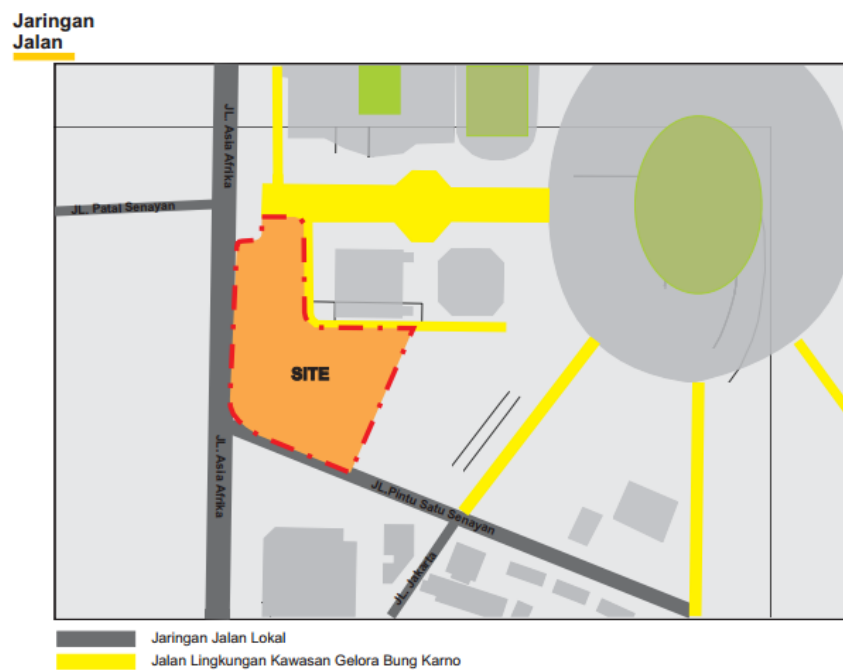 Jaringan
Jalan
JL. Asia Afrika
JL. Patal Senayan
SITE
JL. Asia Afrika
JL.Pintu Satu Senayan
JL. Jakarta
Jaringan Jalan Lokal
Jalan Lingkungan Kawasan Gelora Bung Karno